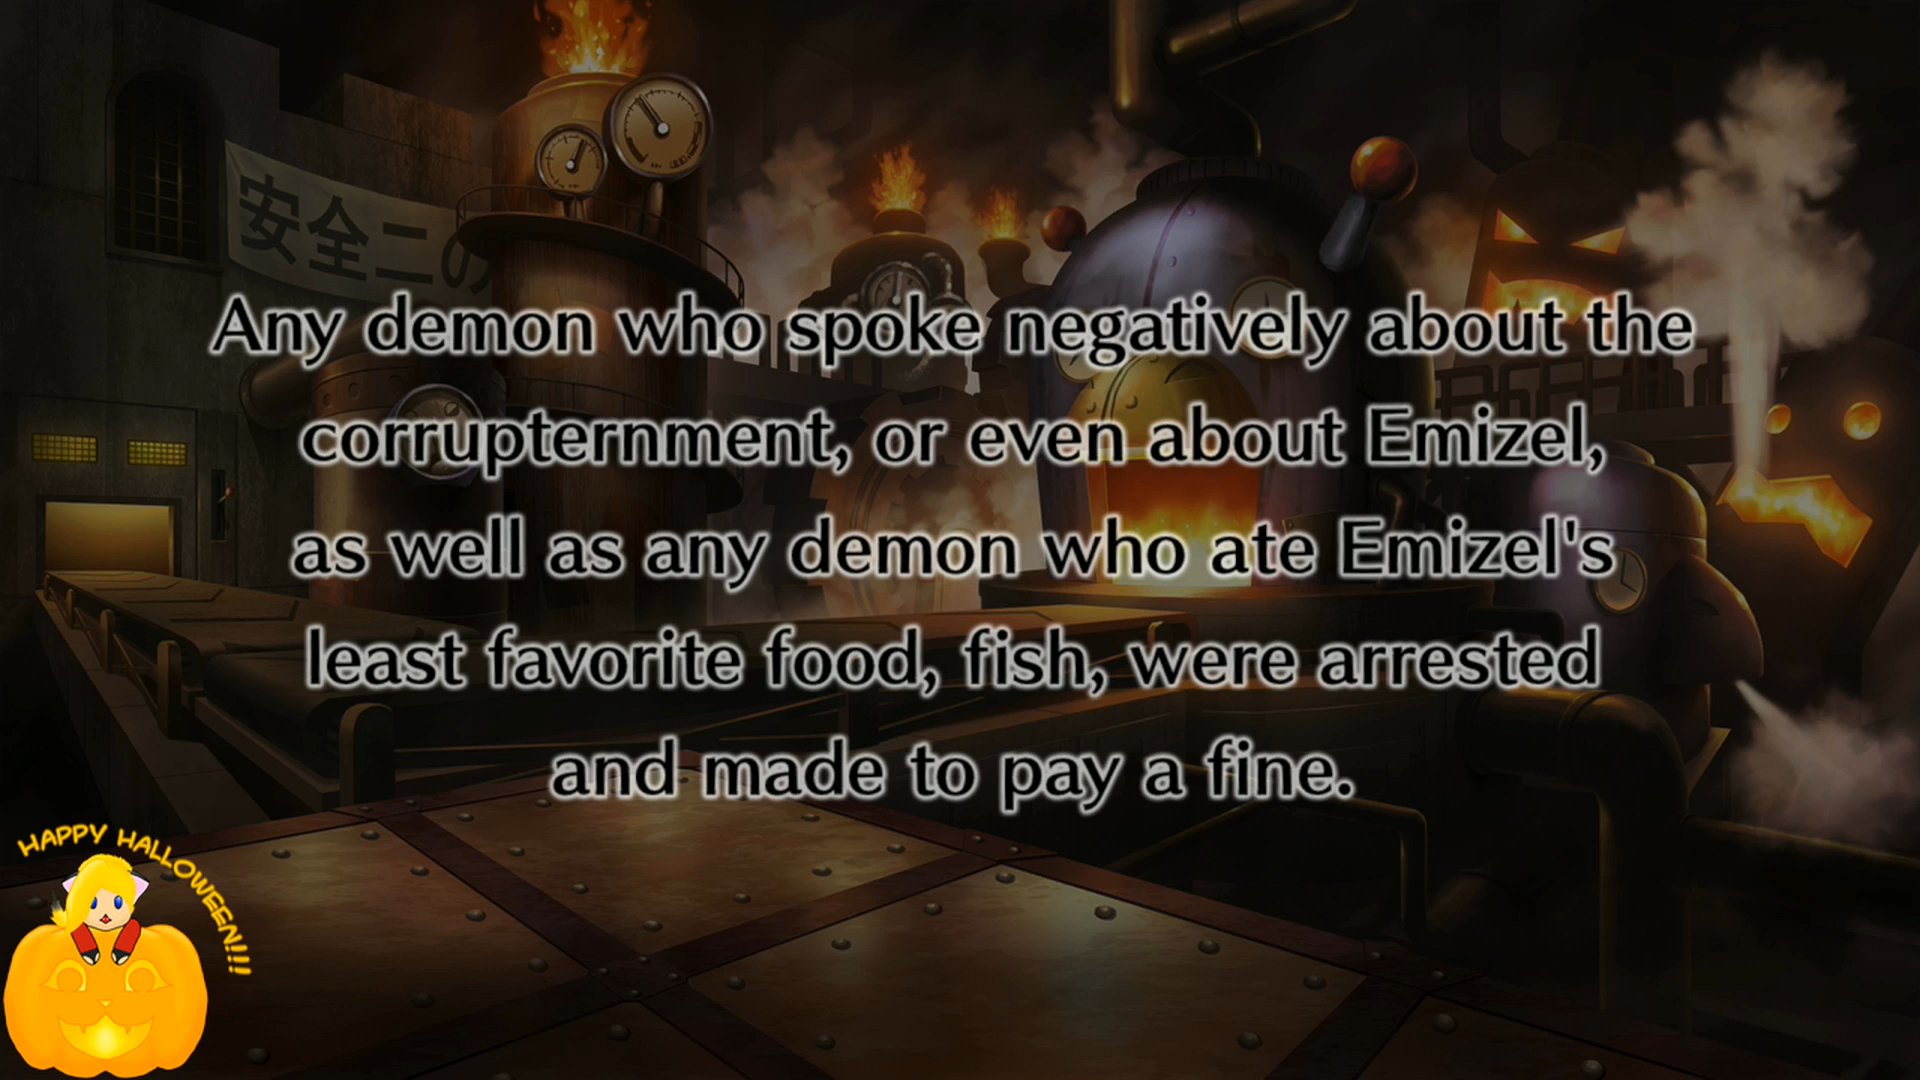 安全二の
Any demon who spoke negatively about the
corrupternment, or even about Emizel,
as well as any demon who ate Emizel's
least favorite food, fish, were arrested
and made to pay a fine.
HAPPY HALLOWEEN!!!